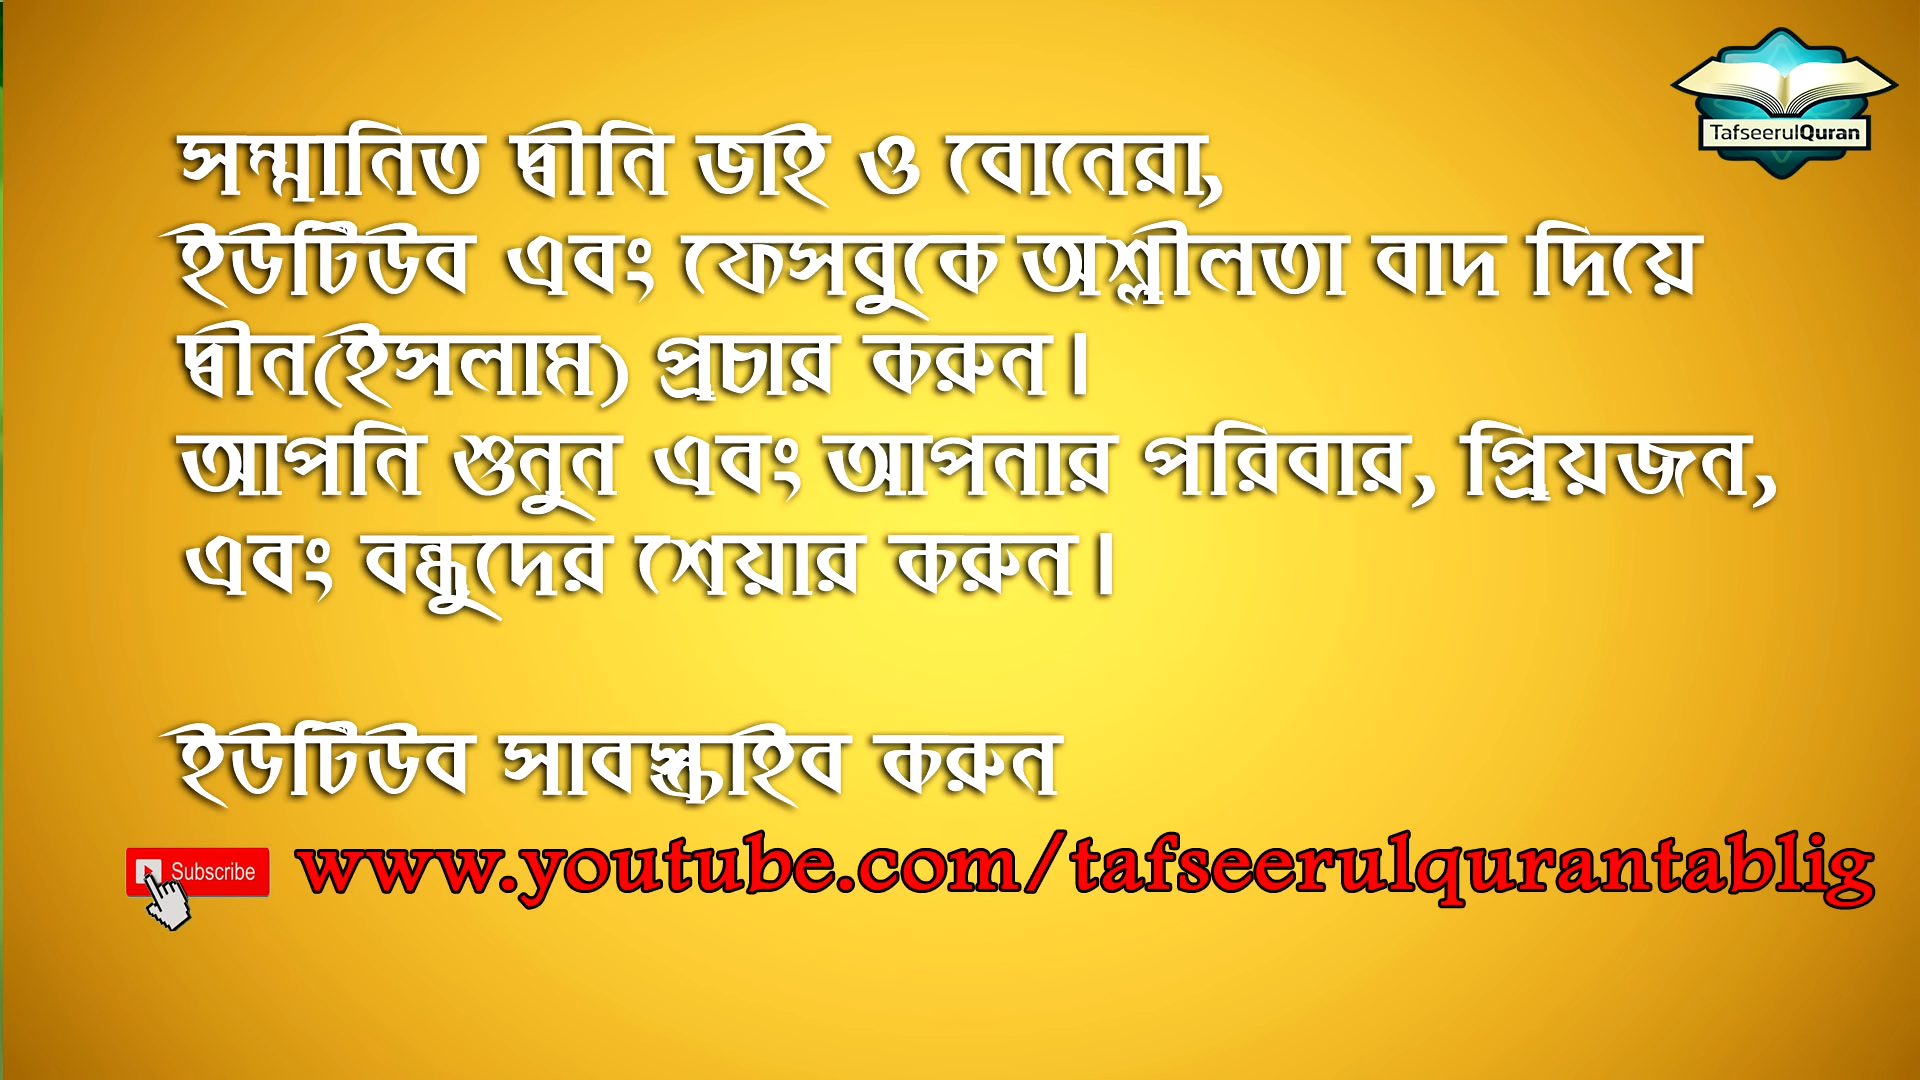 TafseerulQuran
সম্মানিত দ্বীনি ভাই ও বোনেরা,
ইউটিউব এবং ফেসবুকে অশ্লীলতা বাদ দিয়ে
দ্বীন(ইসলাম) প্রচার করুন।
আপনি শুনুন এবং আপনার পরিবার, প্রিয়জন,
এবং বন্ধুদের শেয়ার করুন।
ইউটিউব সাবস্ক্রাইব করুন
Subscribe www.youtube.com/tafseerulqurantablig